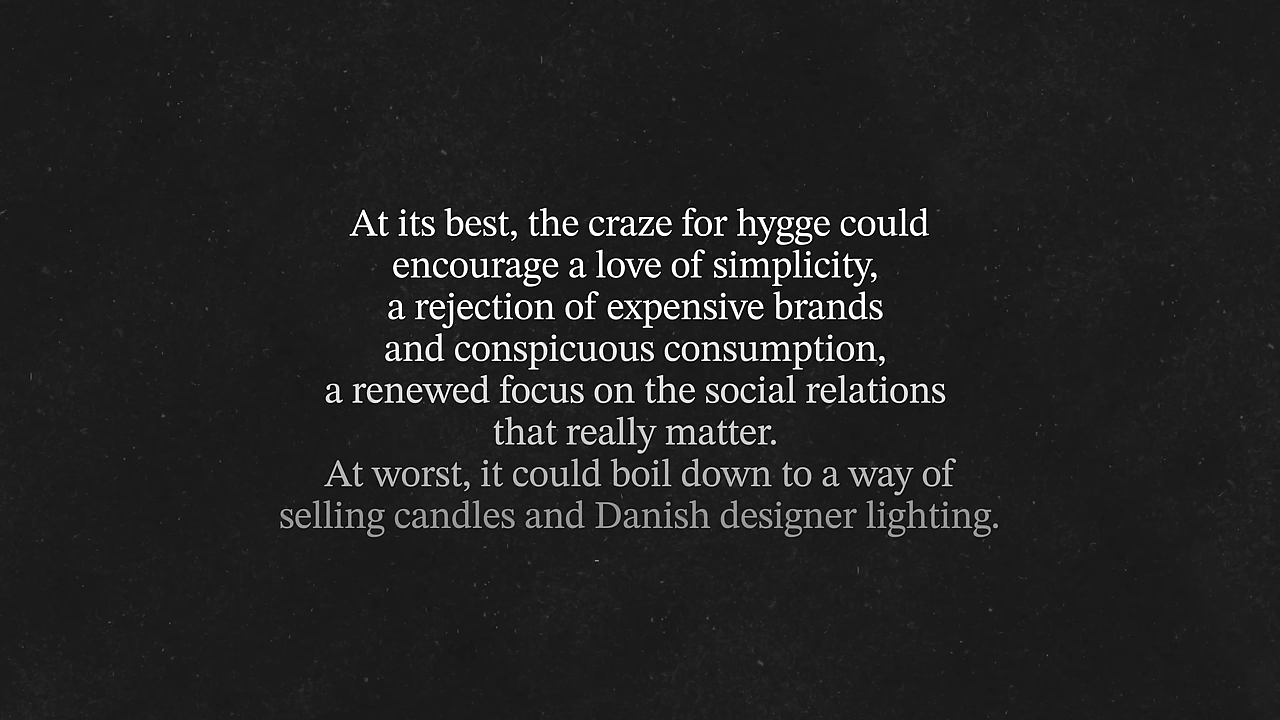 At its best, the craze for hygge could
encourage a love of simplicity,
a rejection of expensive brands
and conspicuous consumption,
a renewed focus on the social relations
that really matter.
At worst, it could boil down to a way of
selling candles and Danish designer lighting.